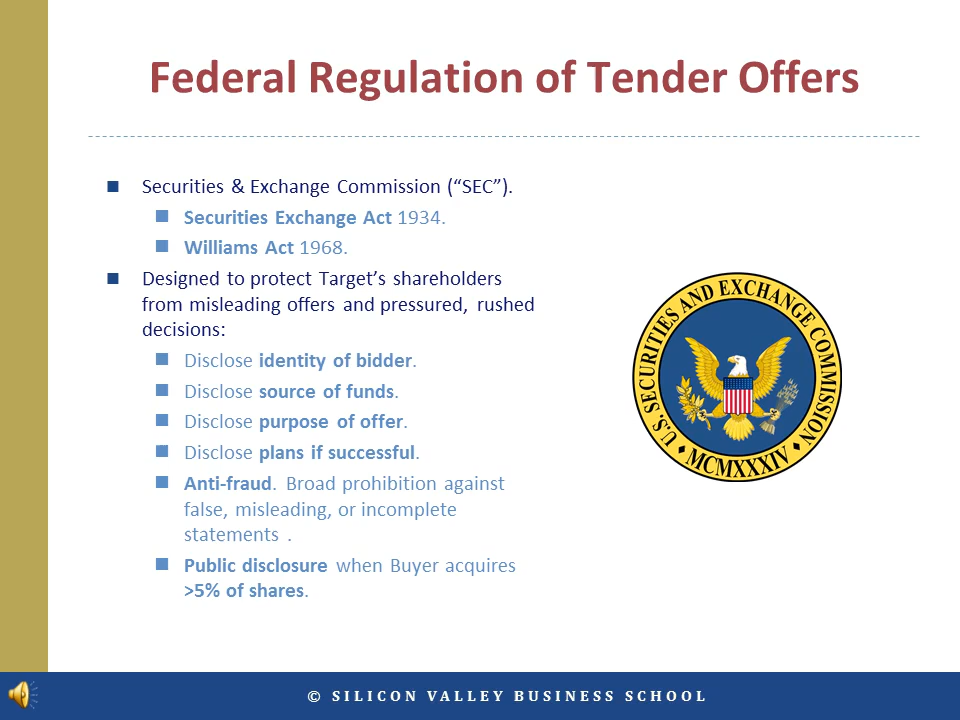 Federal Regulation of Tender Offers
Securities & Exchange Commission (“SEC”).
Securities Exchange Act 1934.
Williams Act 1968.
Designed to protect Target’s shareholders
from misleading offers and pressured, rushed
decisions:
Disclose identity of bidder.
Disclose source of funds.
Disclose purpose of offer.
Disclose plans if successful.
Anti-fraud. Broad prohibition against
false, misleading, or incomplete
statements .
Public disclosure when Buyer acquires
>5% of shares.
U.S. SECURITIES AND EXCHANGE COMMISSION
MCMXXXIV
© SILICON VALLEY BUSINESS SCHOOL